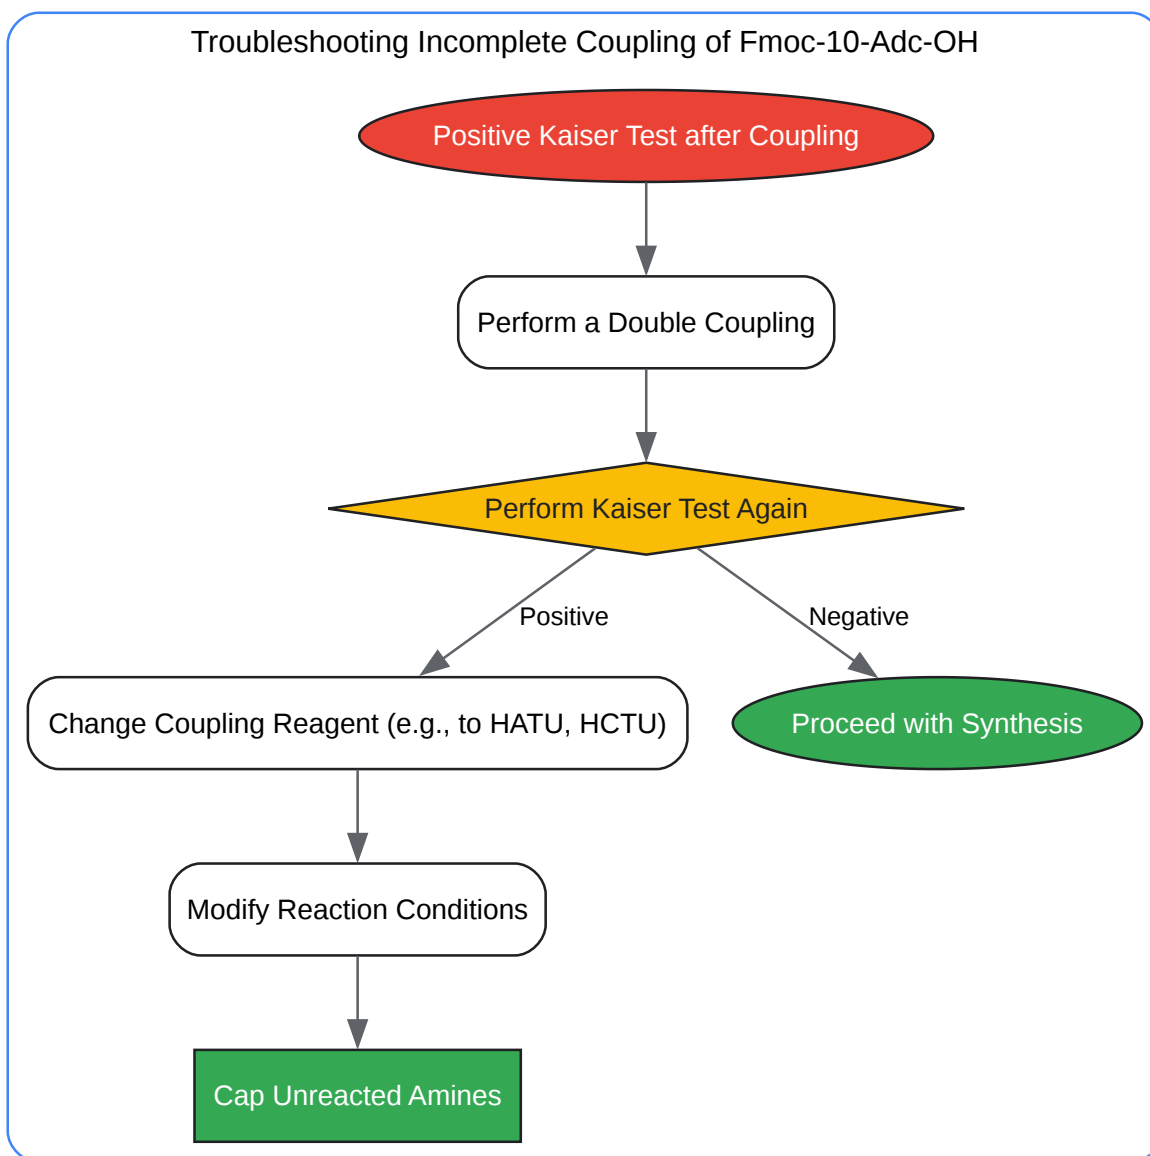 Troubleshooting Incomplete Coupling of Fmoc-10-Adc-OH
Positive Kaiser Test after Coupling
Perform a Double Coupling
Perform Kaiser Test Again
Positive
Negative
Change Coupling Reagent (e.g., to HATU, HCTU)
Proceed with Synthesis
Modify Reaction Conditions
Cap Unreacted Amines